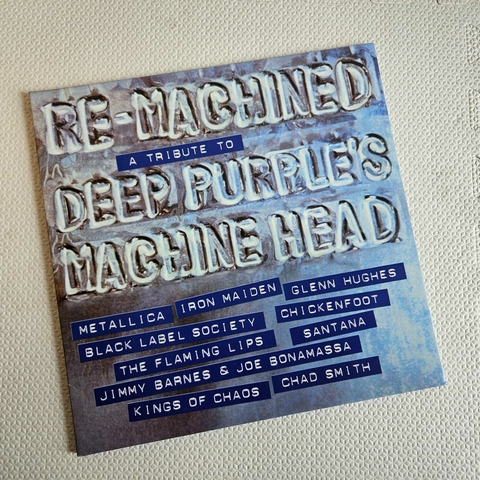 RE-MACHINED
A TRIBUTE TO
DEEP PURPLE'S
MACHINE HEAD
METALLICA IRON MAIDEN GLENN HUGHES
BLACK LABEL SOCIETY CHICKENFOOT
THE FLAMING LIPS SANTANA
JIMMY BARNES & JOE BONAMASSA
KINGS OF CHAOS CHAD SMITH